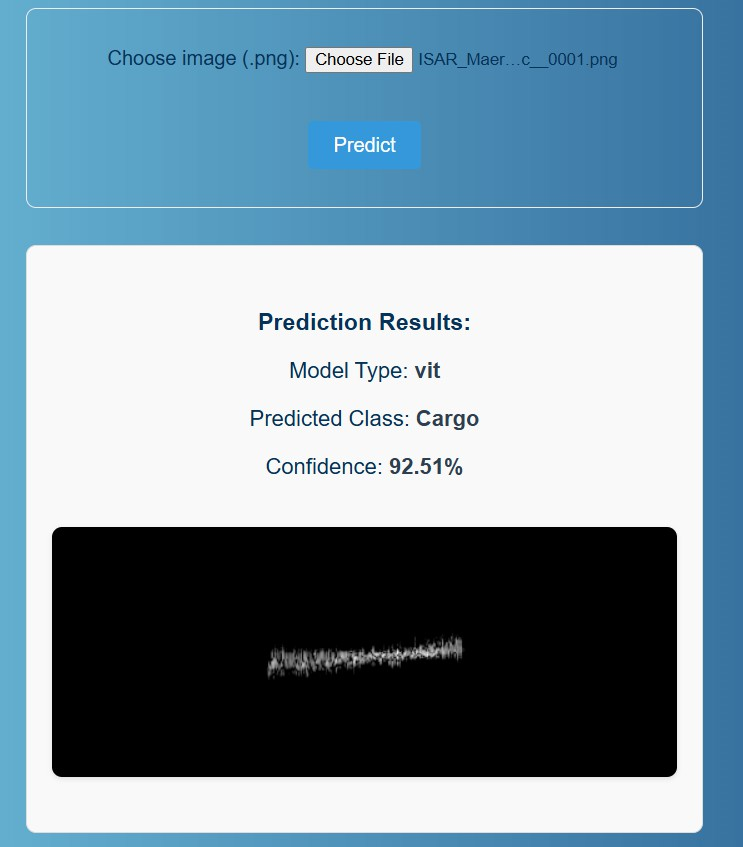 Choose image (.png): Choose File ISAR_Maer...c__0001.png
Predict
Prediction Results:
Model Type: vit
Predicted Class: Cargo
Confidence: 92.51%